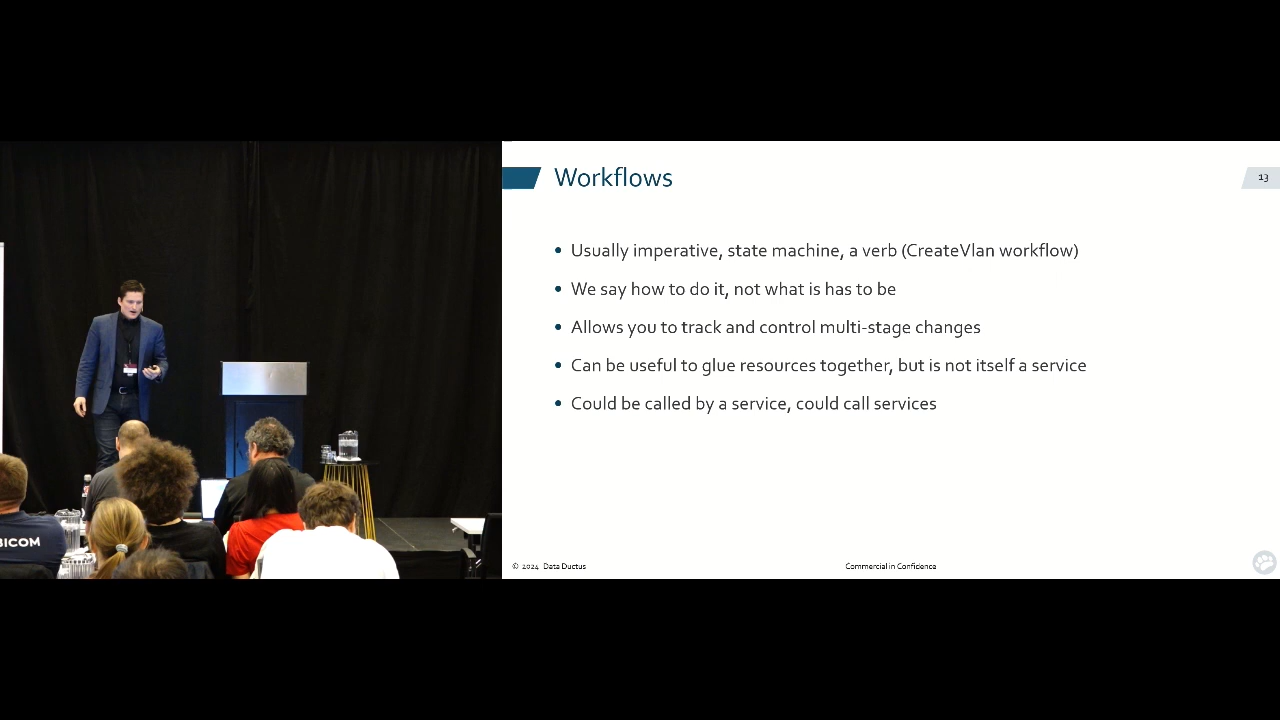 Workflows
13
• Usually imperative, state machine, a verb (CreateVlan workflow)
• We say how to do it, not what is has to be
• Allows you to track and control multi-stage changes
• Can be useful to glue resources together, but is not itself a service
• Could be called by a service, could call services
BICOM
© 2024 Data Ductus
Commercial in Confidence